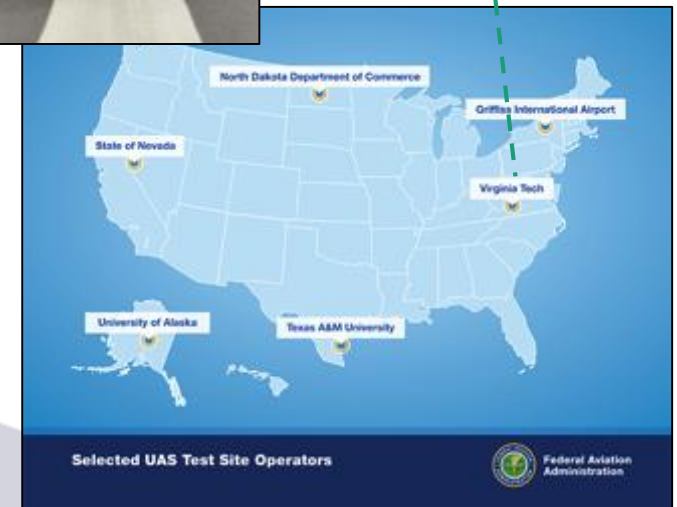 North Dakota Department of Commerce
Griffiss International Airport
State of Nevada
Virginia Tech
University of Alaska
Texas A&M University
Selected UAS Test Site Operators
Federal Aviation
Administration